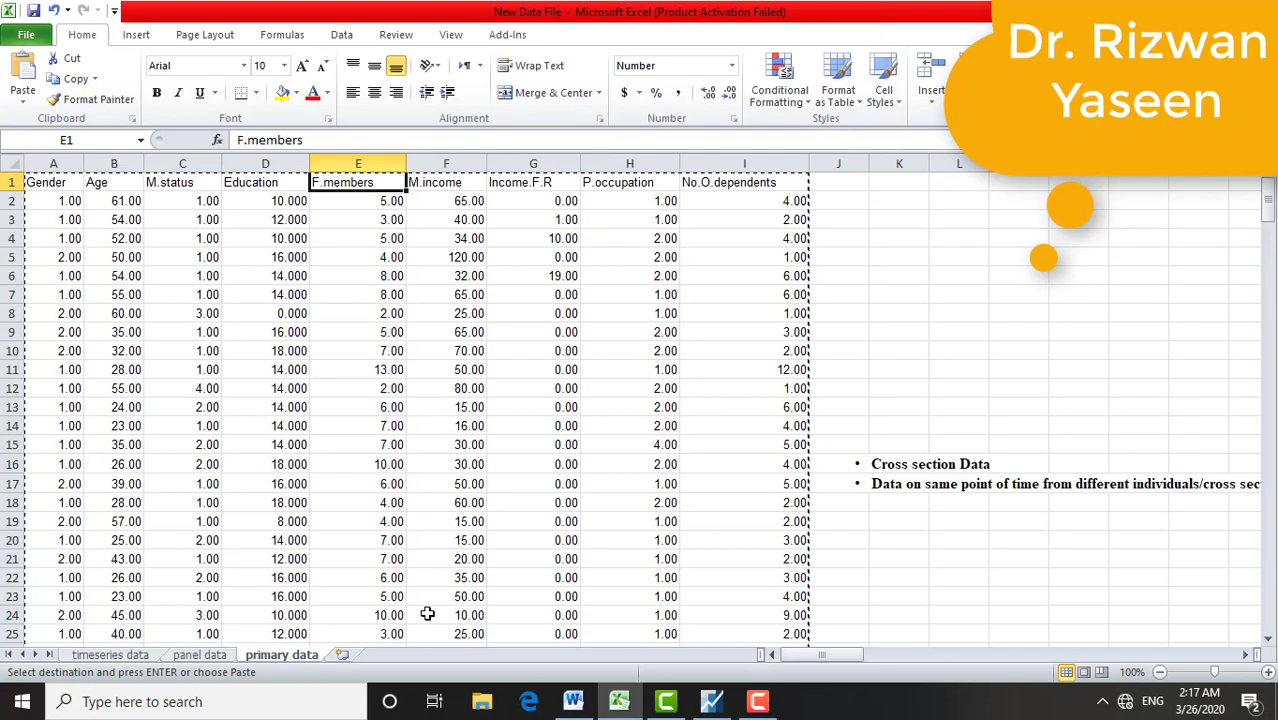 New Data File - Microsoft Excel (Product Activation Failed)
Dr. Rizwan
Yaseen
File Home Insert Page Layout Formulas Data Review View Add-Ins
Paste Cut Copy Format Painter Clipboard
Arial 10 A A B I U A Font
Wrap Text Merge & Center Alignment
Number $ % , Number
Conditional Formatting Format as Table Cell Styles Styles
Insert
E1 fx F.members
A B C D E F G H I J K L
1 Gender Age M.status Education F.members M.income Income.F.R P.occupation No.O.dependents
2 1.00 61.00 1.00 10.000 5.00 65.00 0.00 1.00 4.00
3 1.00 54.00 1.00 12.000 3.00 40.00 1.00 1.00 2.00
4 1.00 52.00 1.00 10.000 5.00 34.00 10.00 2.00 4.00
5 2.00 50.00 1.00 16.000 4.00 120.00 0.00 2.00 1.00
6 1.00 54.00 1.00 14.000 8.00 32.00 19.00 2.00 6.00
7 1.00 55.00 1.00 14.000 8.00 65.00 0.00 1.00 6.00
8 2.00 60.00 3.00 0.000 2.00 25.00 0.00 1.00 1.00
9 2.00 35.00 1.00 16.000 5.00 65.00 0.00 2.00 3.00
10 2.00 32.00 1.00 18.000 7.00 70.00 0.00 2.00 2.00
11 1.00 28.00 1.00 14.000 13.00 50.00 0.00 1.00 12.00
12 1.00 55.00 4.00 14.000 2.00 80.00 0.00 2.00 1.00
13 1.00 24.00 2.00 14.000 6.00 15.00 0.00 2.00 6.00
14 1.00 23.00 1.00 14.000 7.00 16.00 0.00 2.00 4.00
15 1.00 35.00 2.00 14.000 7.00 30.00 0.00 4.00 5.00
16 1.00 26.00 2.00 18.000 10.00 30.00 0.00 2.00 4.00 • Cross section Data
17 2.00 39.00 1.00 16.000 6.00 50.00 0.00 1.00 5.00 • Data on same point of time from different individuals/cross sec
18 1.00 28.00 1.00 18.000 4.00 60.00 0.00 2.00 2.00
19 2.00 57.00 1.00 8.000 4.00 15.00 0.00 1.00 2.00
20 1.00 25.00 2.00 14.000 7.00 15.00 0.00 1.00 3.00
21 2.00 43.00 1.00 12.000 7.00 20.00 0.00 1.00 2.00
22 1.00 26.00 2.00 16.000 6.00 35.00 0.00 1.00 3.00
23 1.00 23.00 1.00 16.000 5.00 50.00 0.00 1.00 4.00
24 2.00 45.00 3.00 10.000 10.00 10.00 0.00 1.00 9.00
25 1.00 40.00 1.00 12.000 3.00 25.00 0.00 1.00 2.00
timeseries data panel data primary data
Select destination and press ENTER or choose Paste 100%
Type here to search ENG 2:17 AM
3/26/2020 2